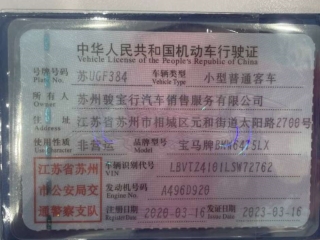 中华人民共和国机动车行驶证
Vehicle License of the People's Republic of China
号牌号码 苏UGF384 车辆类型 小型普通客车
Plate No. Vehicle Type
所有人 苏州骏宝行汽车销售服务有限公司
Owner
住址 江苏省苏州市相城区元和街道太阳路2700号
Address
使用性质 非营运 品牌型号 宝马牌
Use Character Model
江苏省苏州 车辆识别代号
VIN
市公安局交 发动机号码 A496D920
Engine No.
通警察支队 注册日期 2020-03-16 发证日期 2023-03-16
Register Date Issue Date